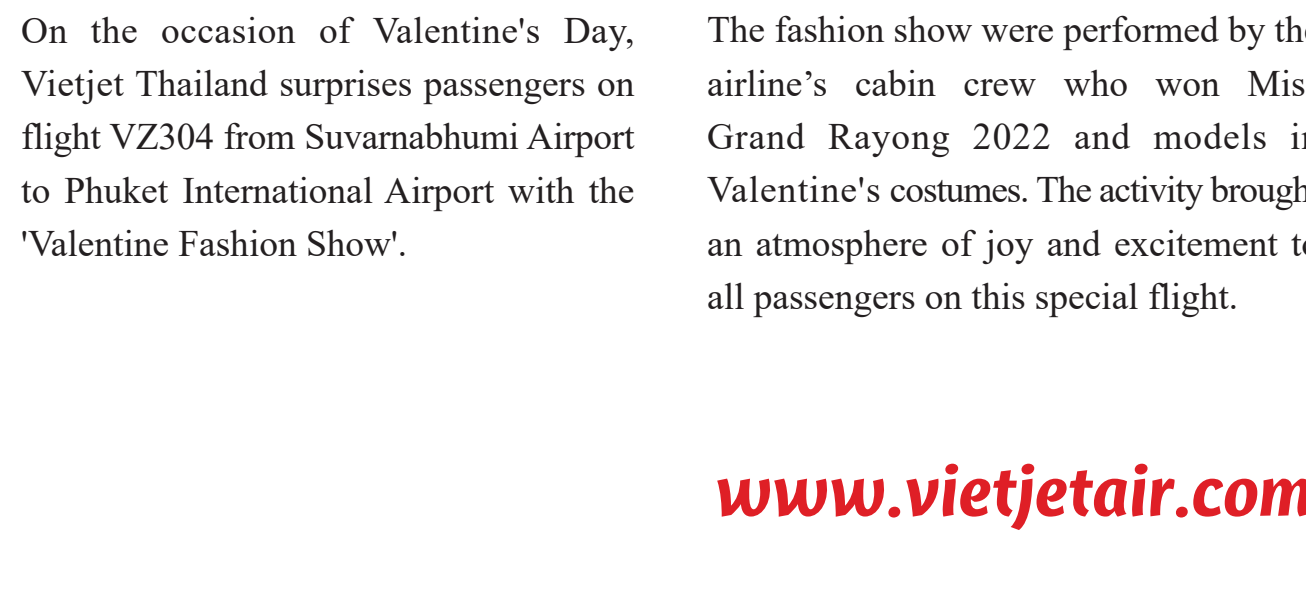 On the occasion of Valentine's Day,
Vietjet Thailand surprises passengers on
flight VZ304 from Suvarnabhumi Airport
to Phuket International Airport with the
'Valentine Fashion Show'.
The fashion show were performed by the
airline’s cabin crew who won Mis
Grand Rayong 2022 and models in
Valentine's costumes. The activity brough
an atmosphere of joy and excitement to
all passengers on this special flight.
www.vietjetair.com